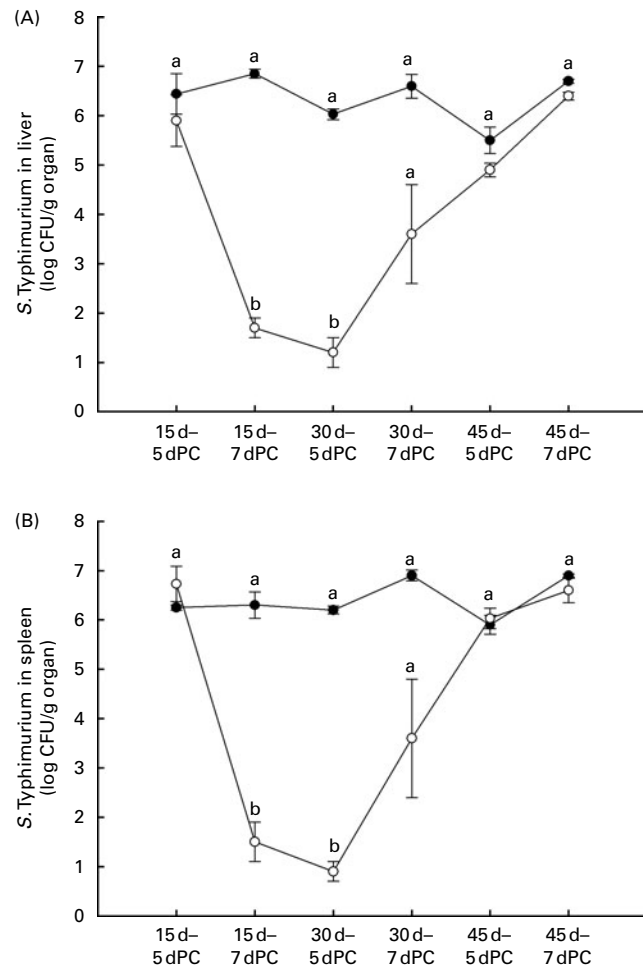 (A)
8
a
a
a
a
a
a
7
6
5
4
3
2
1
0
a
b
b
S.Typhimurium in liver
(log CFU/g organ)
15 d– 15 d– 30 d– 30 d– 45 d– 45 d–
5 dPC 7 dPC 5 dPC 7 dPC 5 dPC 7 dPC
(B)
8
a
a
a
a
a
a
7
6
5
4
3
2
1
0
a
b
b
S.Typhimurium in spleen
(log CFU/g organ)
15 d– 15 d– 30 d– 30 d– 45 d– 45 d–
5 dPC 7 dPC 5 dPC 7 dPC 5 dPC 7 dPC